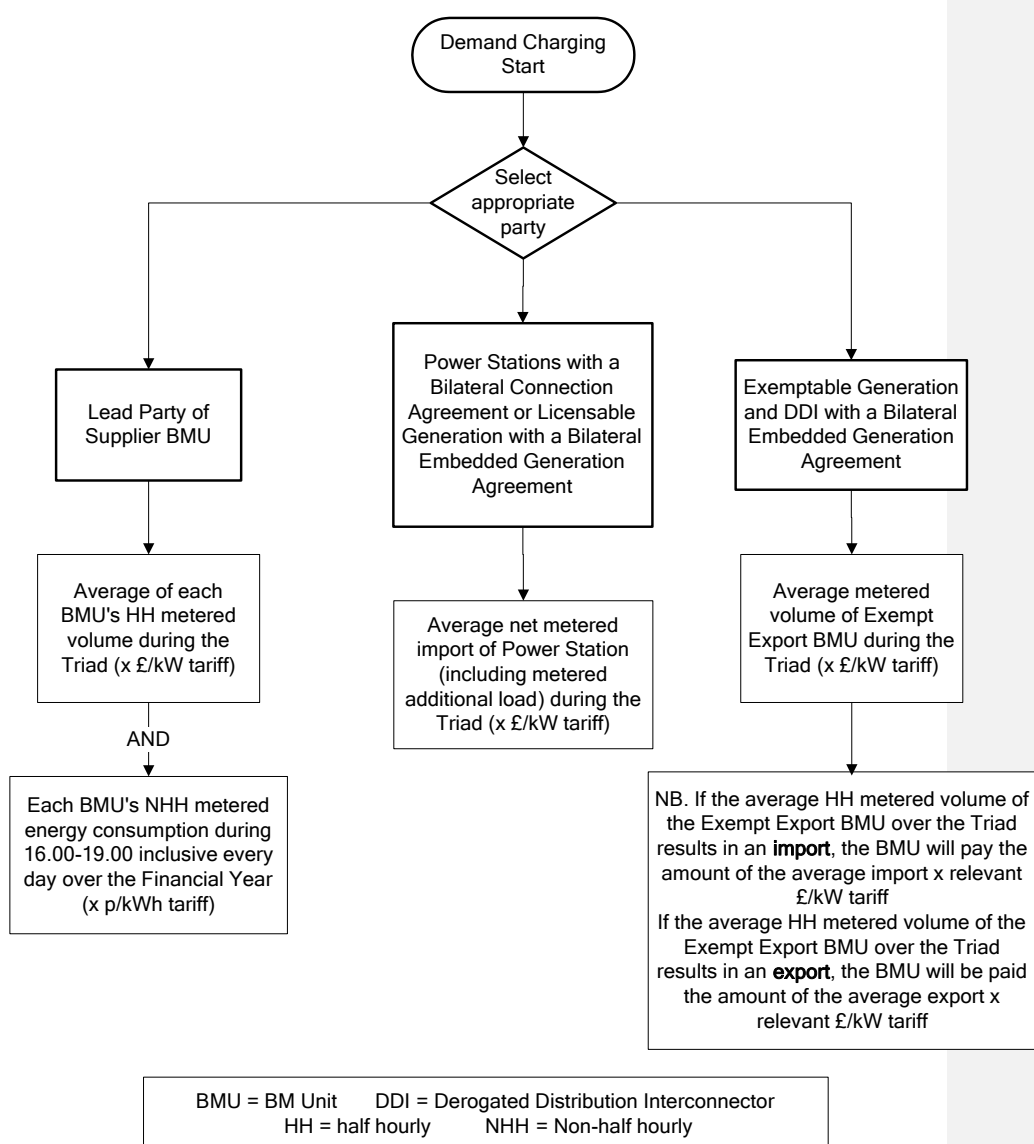 Demand Charging
Start
Select
appropriate
party
Lead Party of
Supplier BMU
Average of each
BMU's HH metered
volume during the
Triad (x £/kW tariff)
AND
Each BMU's NHH metered
energy consumption during
16.00-19.00 inclusive every
day over the Financial Year
(x p/kWh tariff)
Power Stations with a
Bilateral Connection
Agreement or Licensable
Generation with a Bilateral
Embedded Generation
Agreement
Average net metered
import of Power Station
(including metered
additional load) during the
Triad (x £/kW tariff)
Exemptable Generation
and DDI with a Bilateral
Embedded Generation
Agreement
Average metered
volume of Exempt
Export BMU during the
Triad (x £/kW tariff)
NB. If the average HH metered volume of
the Exempt Export BMU over the Triad
results in an import, the BMU will pay the
amount of the average import x relevant
£/kW tariff
If the average HH metered volume of the
Exempt Export BMU over the Triad
results in an export, the BMU will be paid
the amount of the average export x
relevant £/kW tariff
BMU = BM Unit DDI = Derogated Distribution Interconnector
HH = half hourly NHH = Non-half hourly